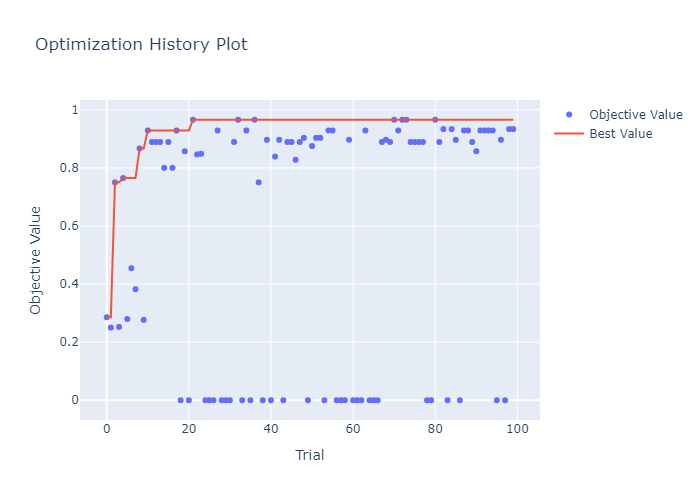 Optimization History Plot
Objective Value
Best Value
1
0.8
0.6
0.4
0.2
0
0
20
40
60
80
100
Objective Value
Trial